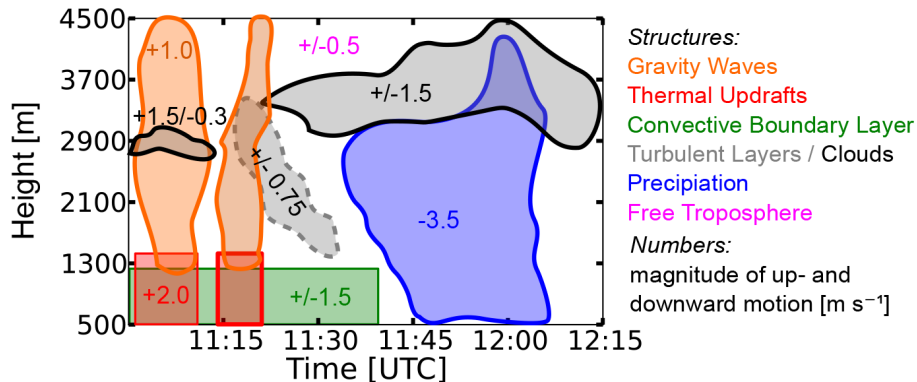 4500
3700
2900
2100
1300
500
Height [m]
+1.0
+/-0.5
+1.5/-0.3
+/-1.5
+/- 0.75
-3.5
+2.0
+/-1.5
11:15
11:30
11:45
12:00
12:15
Time [UTC]
Structures:
Gravity Waves
Thermal Updrafts
Convective Boundary Layer
Turbulent Layers / Clouds
Precipiation
Free Troposphere
Numbers:
magnitude of up- and
downward motion [m s⁻¹]